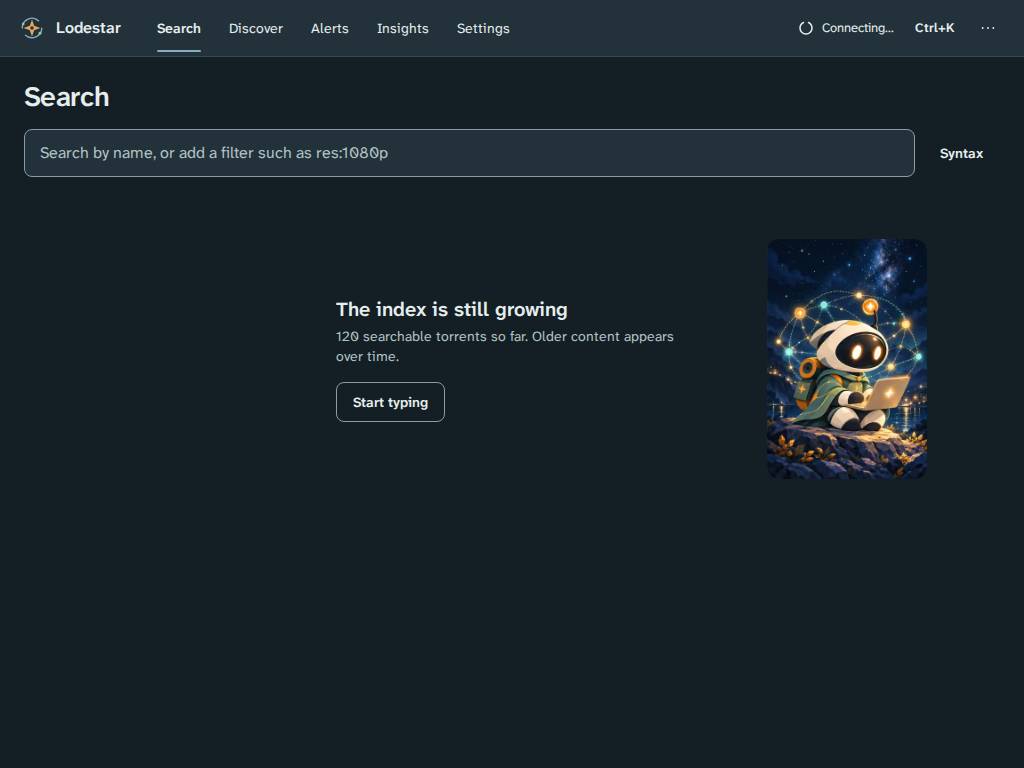 Lodestar
Search
Discover
Alerts
Insights
Settings
Connecting...
Ctrl+K
Search
Search by name, or add a filter such as res:1080p
Syntax
The index is still growing
120 searchable torrents so far. Older content appears
over time.
Start typing